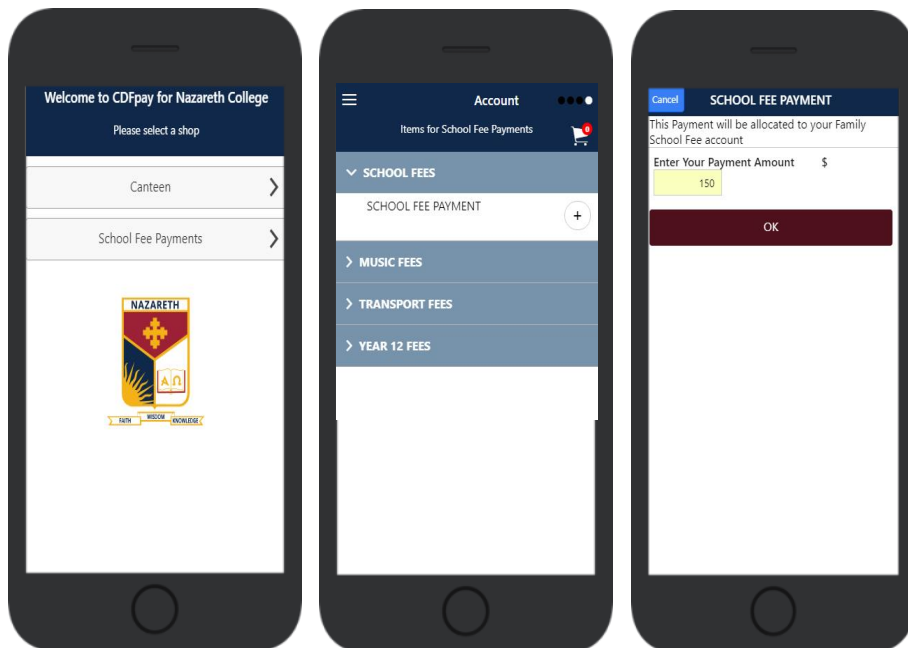 Welcome to CDFpay for Nazareth College
Please select a shop
Canteen
School Fee Payments
NAZARETH
A Ω
FAITH WISDOM KNOWLEDGE
Account
Items for School Fee Payments
0
SCHOOL FEES
SCHOOL FEE PAYMENT
+
MUSIC FEES
TRANSPORT FEES
YEAR 12 FEES
Cancel SCHOOL FEE PAYMENT
This Payment will be allocated to your Family
School Fee account
Enter Your Payment Amount $
150
OK